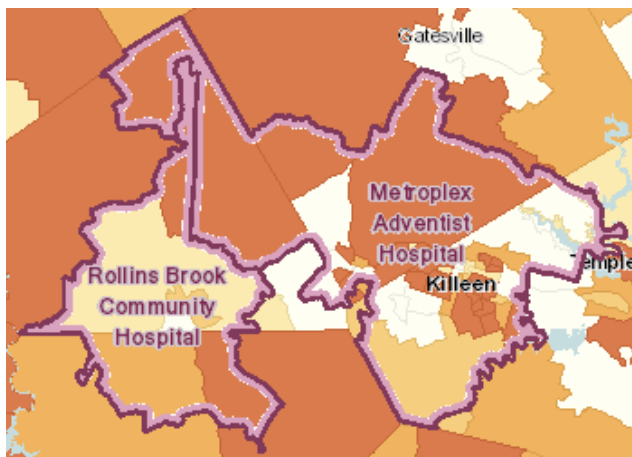 Gatesville
Metroplex
Adventist
Hospital
Temple
Rollins Brook
Community
Hospital
Killeen